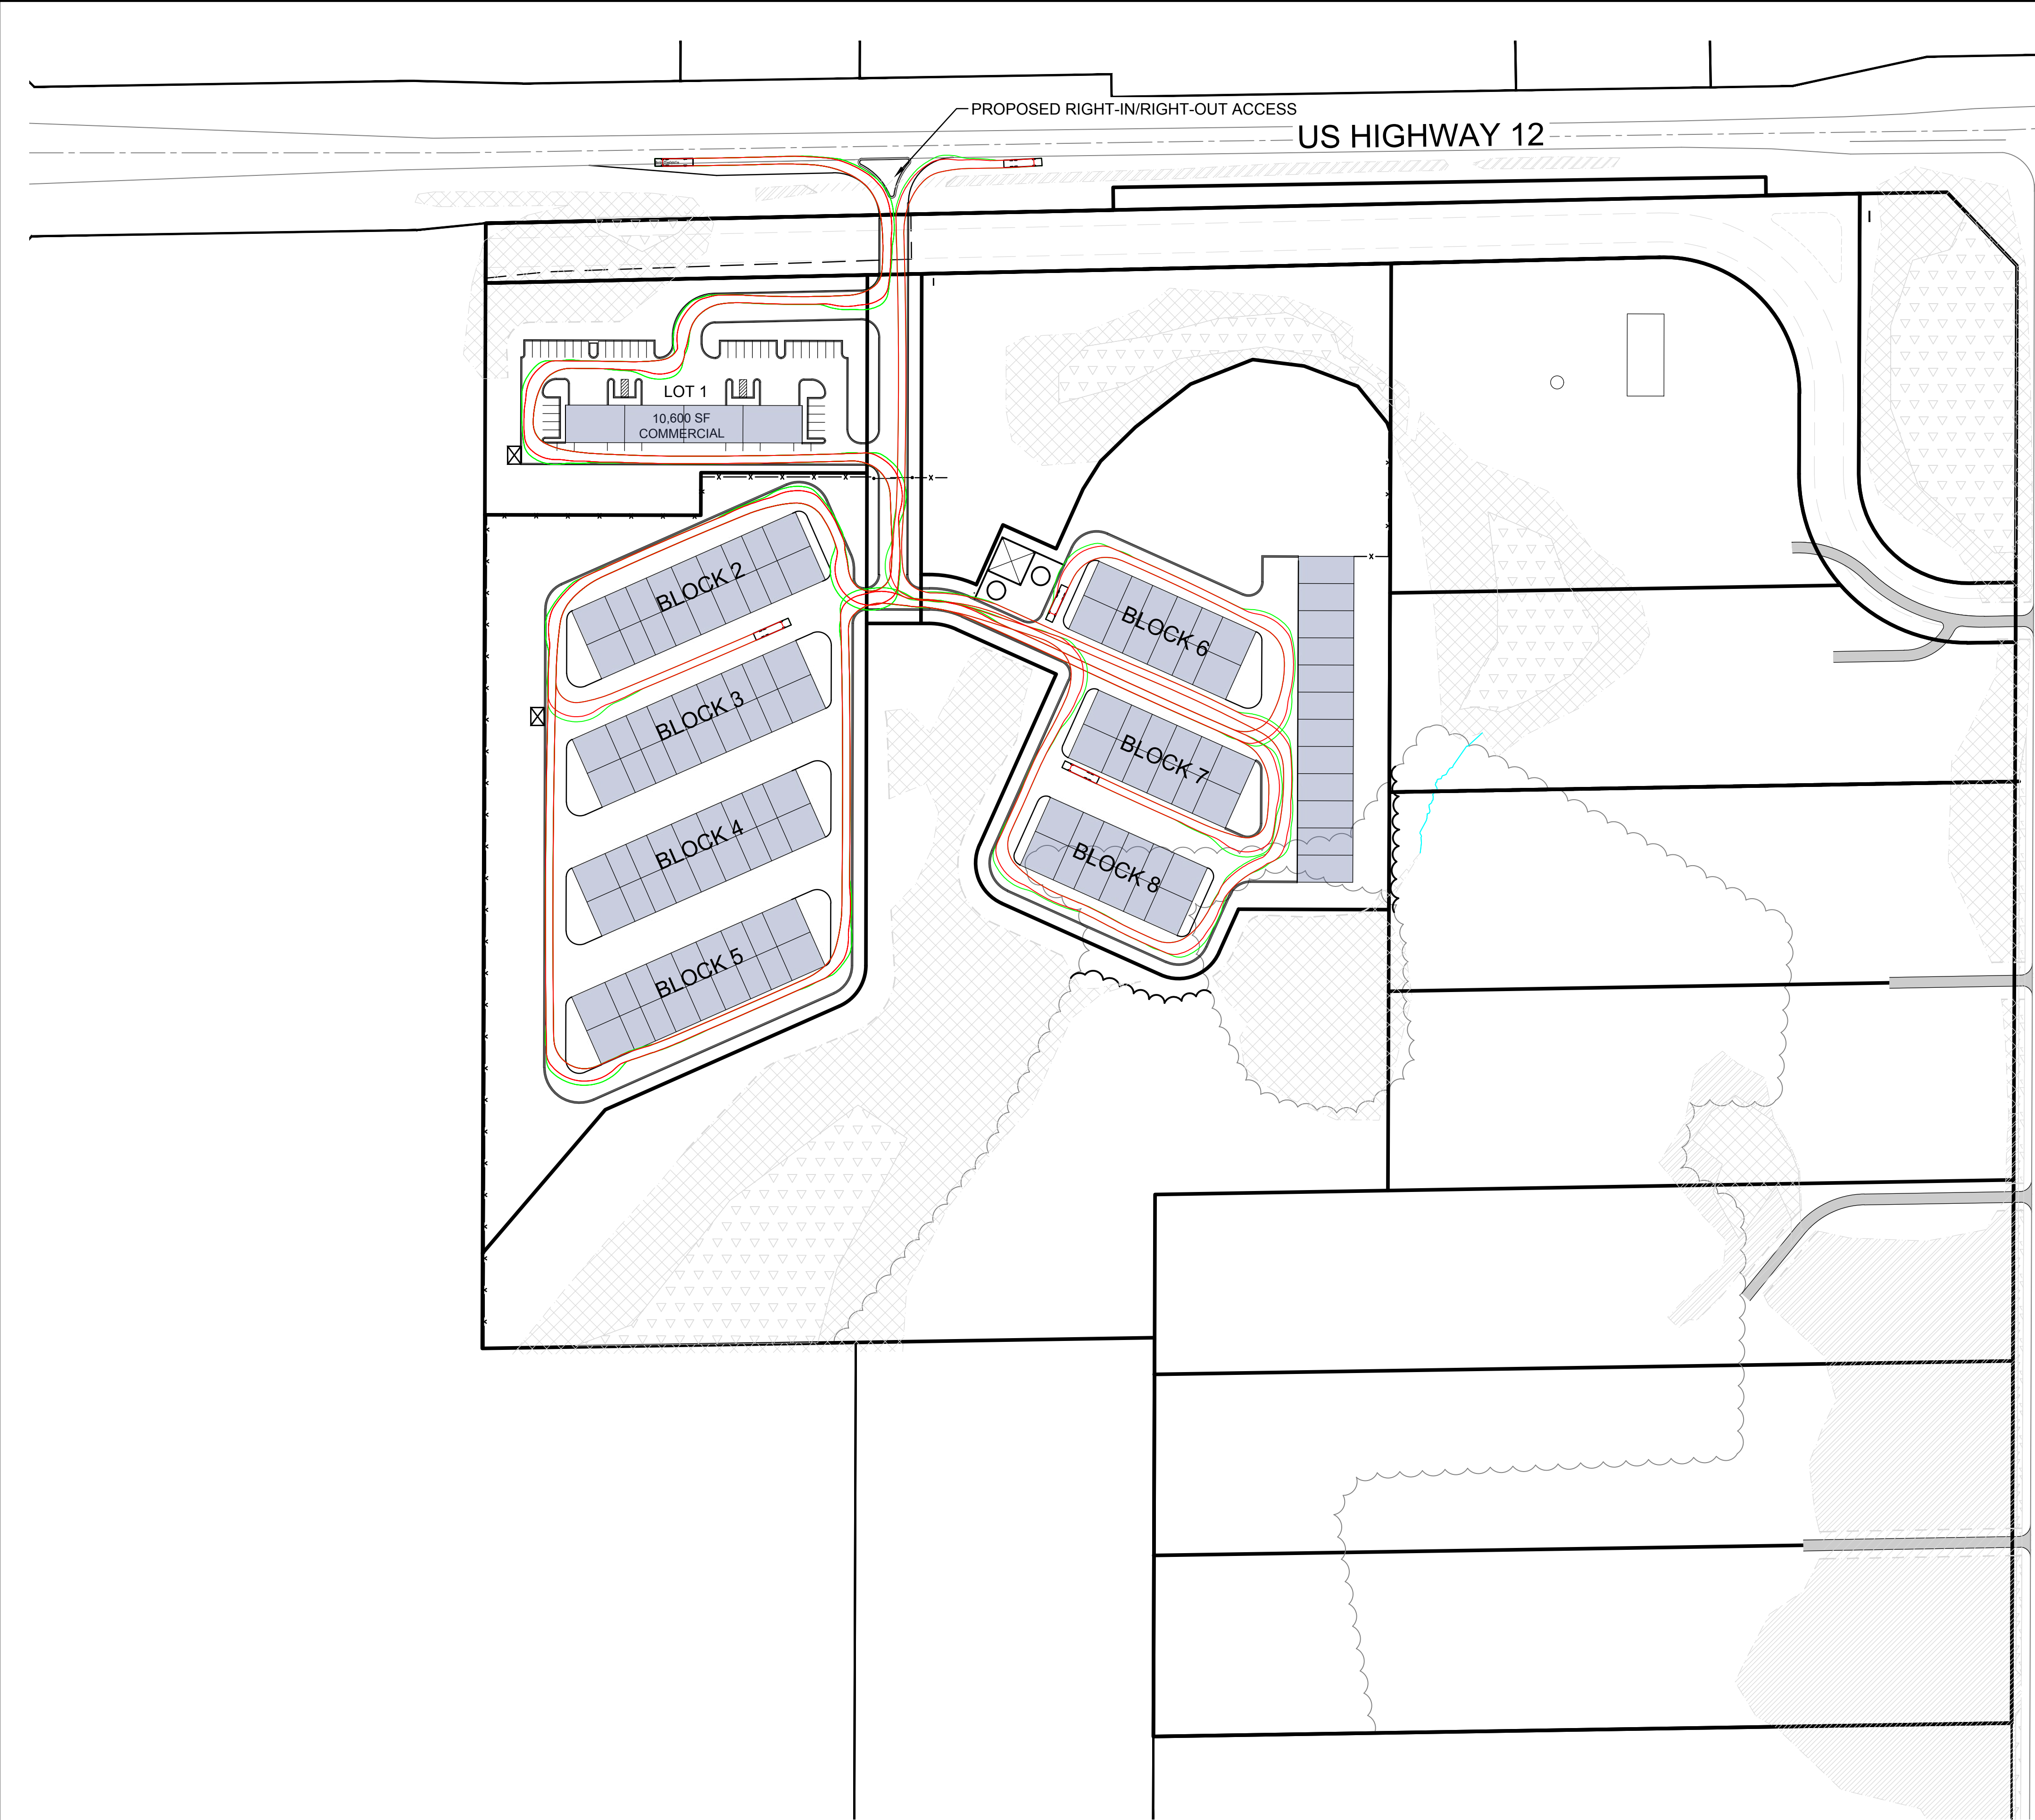 PROPOSED RIGHT-IN/RIGHT-OUT ACCESS
US HIGHWAY 12
LOT 1
10,600 SF
COMMERCIAL
BLOCK 2
BLOCK 3
BLOCK 4
BLOCK 5
BLOCK 6
BLOCK 7
BLOCK 8